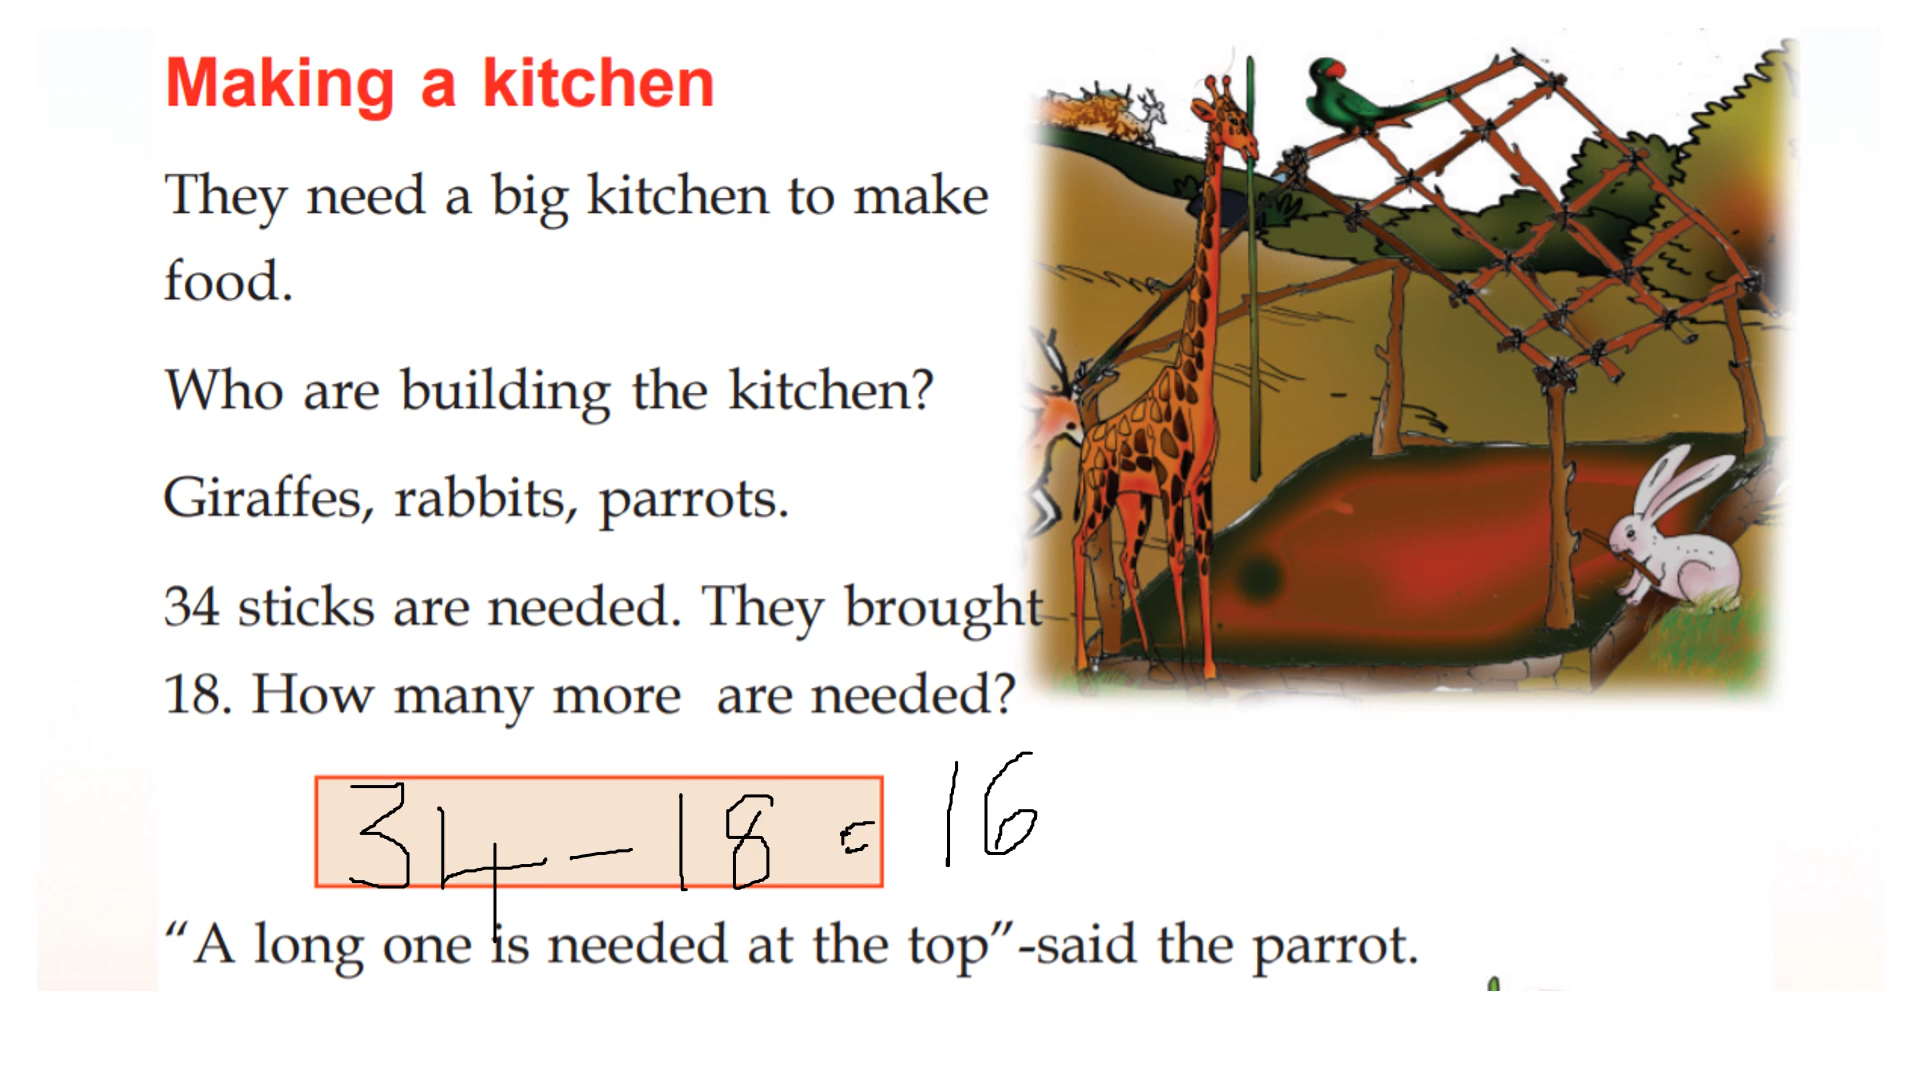 Making a kitchen
They need a big kitchen to make
food.
Who are building the kitchen?
Giraffes, rabbits, parrots.
34 sticks are needed. They brought
18. How many more are needed?
34 - 18 = 16
“A long one is needed at the top”-said the parrot.